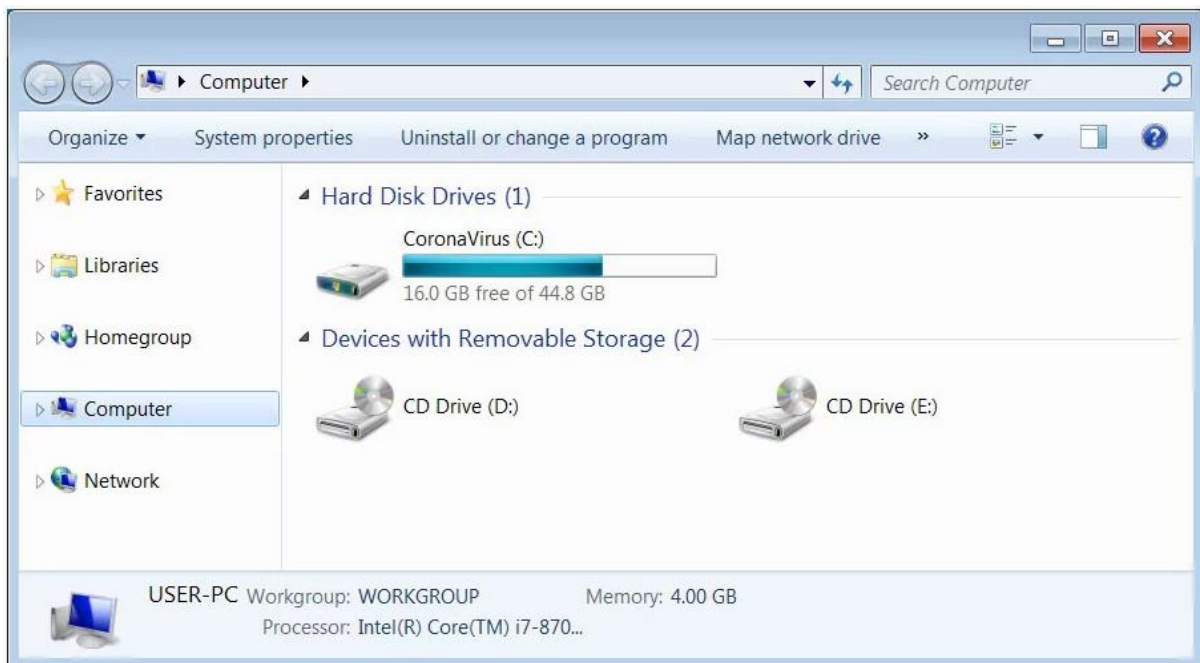 Computer
Search Computer
Organize System properties Uninstall or change a program Map network drive »
Favorites
Libraries
Homegroup
Computer
Network
Hard Disk Drives (1)
CoronaVirus (C:)
16.0 GB free of 44.8 GB
Devices with Removable Storage (2)
CD Drive (D:) CD Drive (E:)
USER-PC Workgroup: WORKGROUP Memory: 4.00 GB
Processor: Intel(R) Core(TM) i7-870...